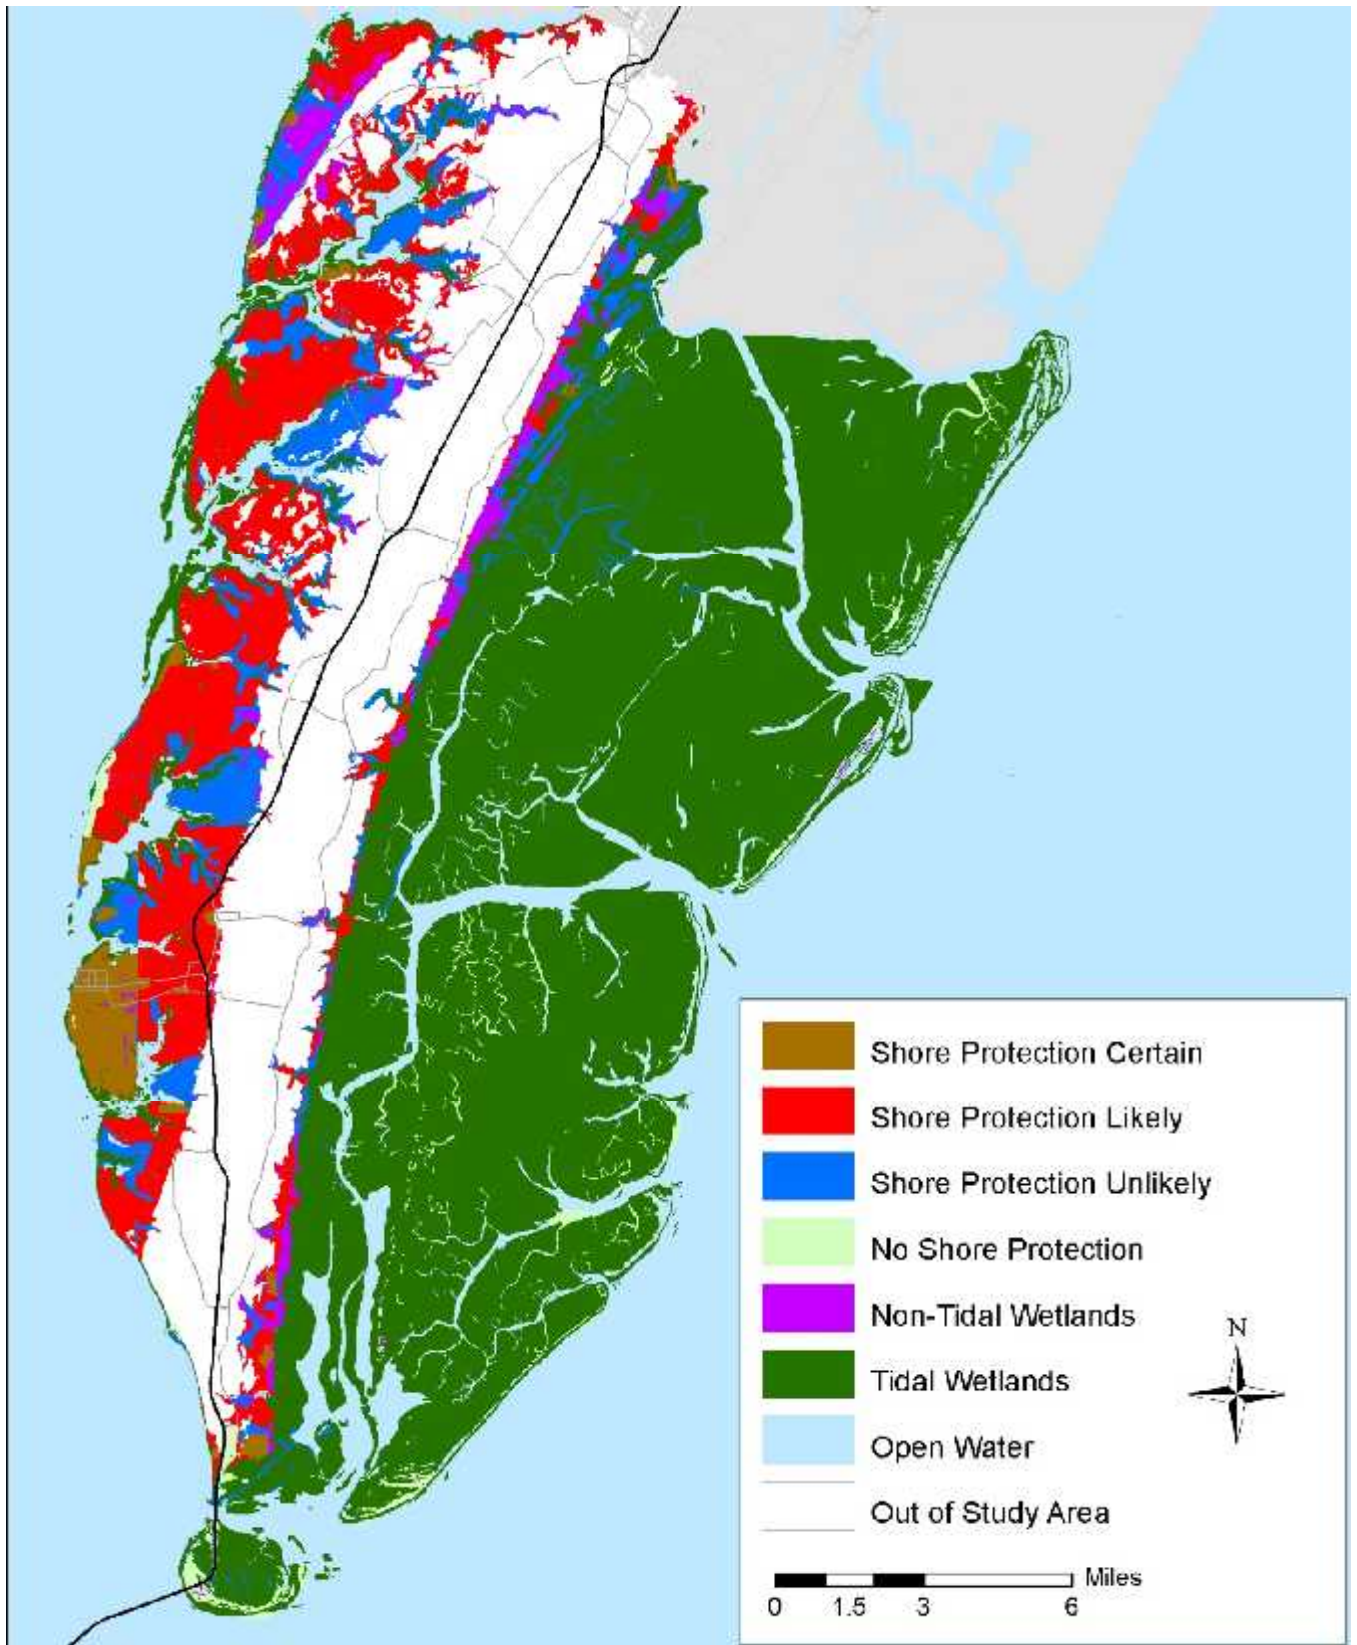 Shore Protection Certain
Shore Protection Likely
Shore Protection Unlikely
No Shore Protection
Non-Tidal Wetlands
N
Tidal Wetlands
Open Water
Out of Study Area
Miles
0 1.5 3 6